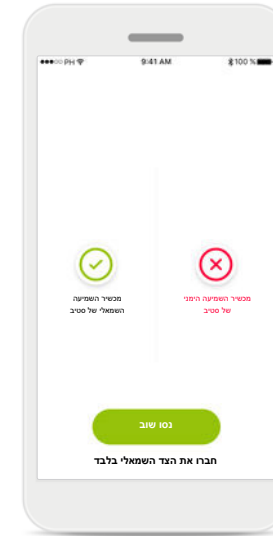 PH 9:41 AM 100 %
מכשיר השמיעה הימני
של סטיב
מכשיר השמיעה
השמאלי של סטיב
נסו שוב
חברו את הצד השמאלי בלבד